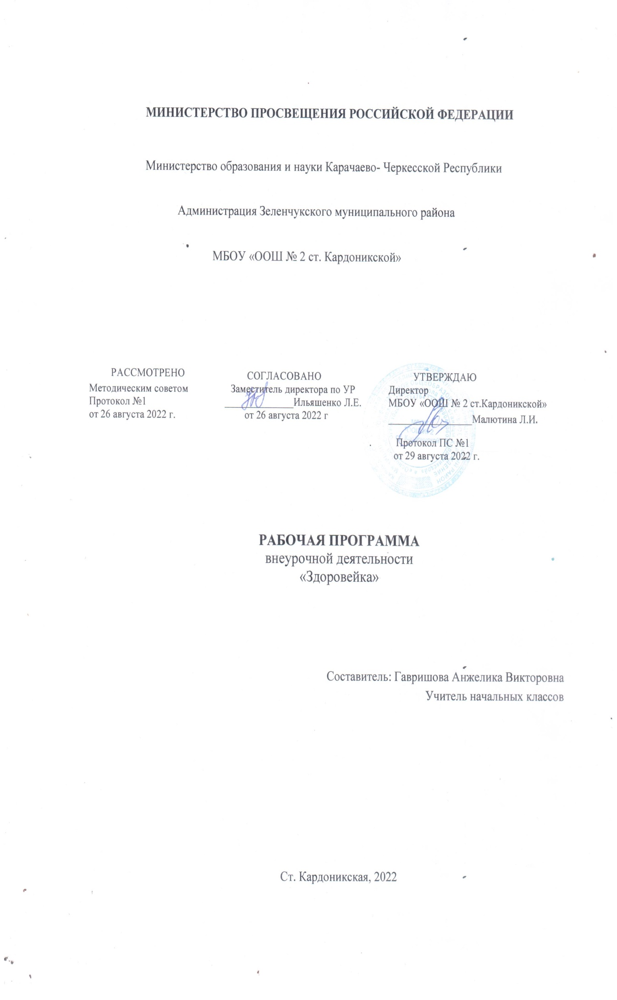 МИНИСТЕРСТВО ПРОСВЕЩЕНИЯ РОССИЙСКОЙ ФЕДЕРАЦИИ
Министерство образования и науки Карачаево- Черкесской Республики
Администрация Зеленчукского муниципального района
МБОУ «ООШ № 2 ст. Кардоникской»
РАССМОТРЕНО
Методическим советом
Протокол №1
от 26 августа 2022 г.
СОГЛАСОВАНО
Заместитель директора по УР
_____________Ильяшенко Л.Е.
от 26 августа 2022 г
УТВЕРЖДАЮ
Директор
МБОУ «ООШ № 2 ст.Кардоникской»
_______________Малютина Л.И.
Протокол ПС №1
от 29 августа 2022 г.
РАБОЧАЯ ПРОГРАММА
внеурочной деятельности
«Здоровейка»
Составитель: Гавришова Анжелика Викторовна
Учитель начальных классов
Ст. Кардоникская, 2022